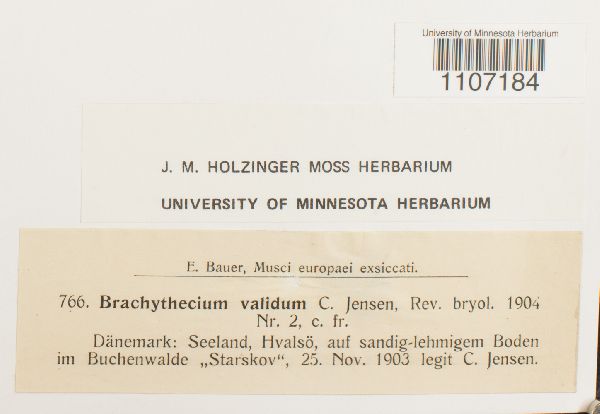 University of Minnesota Herbarium
1107184
J. M. HOLZINGER MOSS HERBARIUM
UNIVERSITY OF MINNESOTA HERBARIUM
E. Bauer, Musci europaei exsiccati.
766. Brachythecium validum C. Jensen, Rev. bryol. 1904
Nr. 2, c. fr.
Dänemark: Seeland, Hvalsö, auf sandig-lehmigem Boden
im Buchenwalde „Starskov“, 25. Nov. 1903 legit C. Jensen.